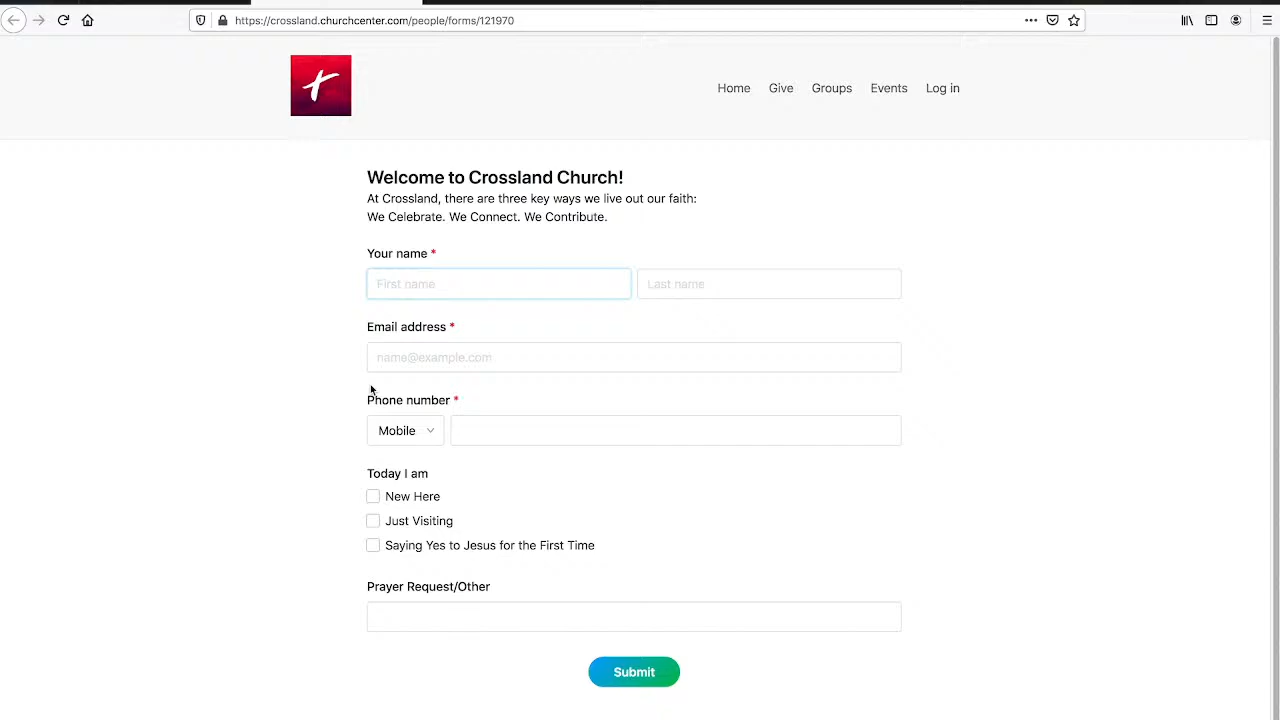 https://crossland.churchcenter.com/people/forms/121970
Home Give Groups Events Log in
Welcome to Crossland Church!
At Crossland, there are three key ways we live out our faith:
We Celebrate. We Connect. We Contribute.
Your name *
First name Last name
Email address *
name@example.com
Phone number *
Mobile
Today I am
New Here
Just Visiting
Saying Yes to Jesus for the First Time
Prayer Request/Other
Submit